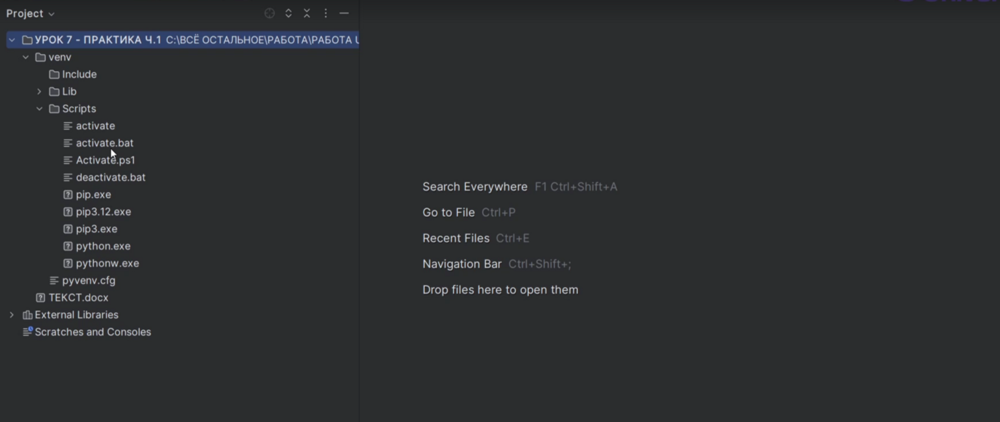 Project
УРОК 7 - ПРАКТИКА Ч.1 C:\ВСЁ ОСТАЛЬНОЕ\РАБОТА\РАБОТА U
venv
Include
Lib
Scripts
activate
activate.bat
Activate.ps1
deactivate.bat
pip.exe
pip3.12.exe
pip3.exe
python.exe
pythonw.exe
pyvenv.cfg
ТЕКСТ.docx
External Libraries
Scratches and Consoles
Search Everywhere F1 Ctrl+Shift+A
Go to File Ctrl+P
Recent Files Ctrl+E
Navigation Bar Ctrl+Shift+;
Drop files here to open them